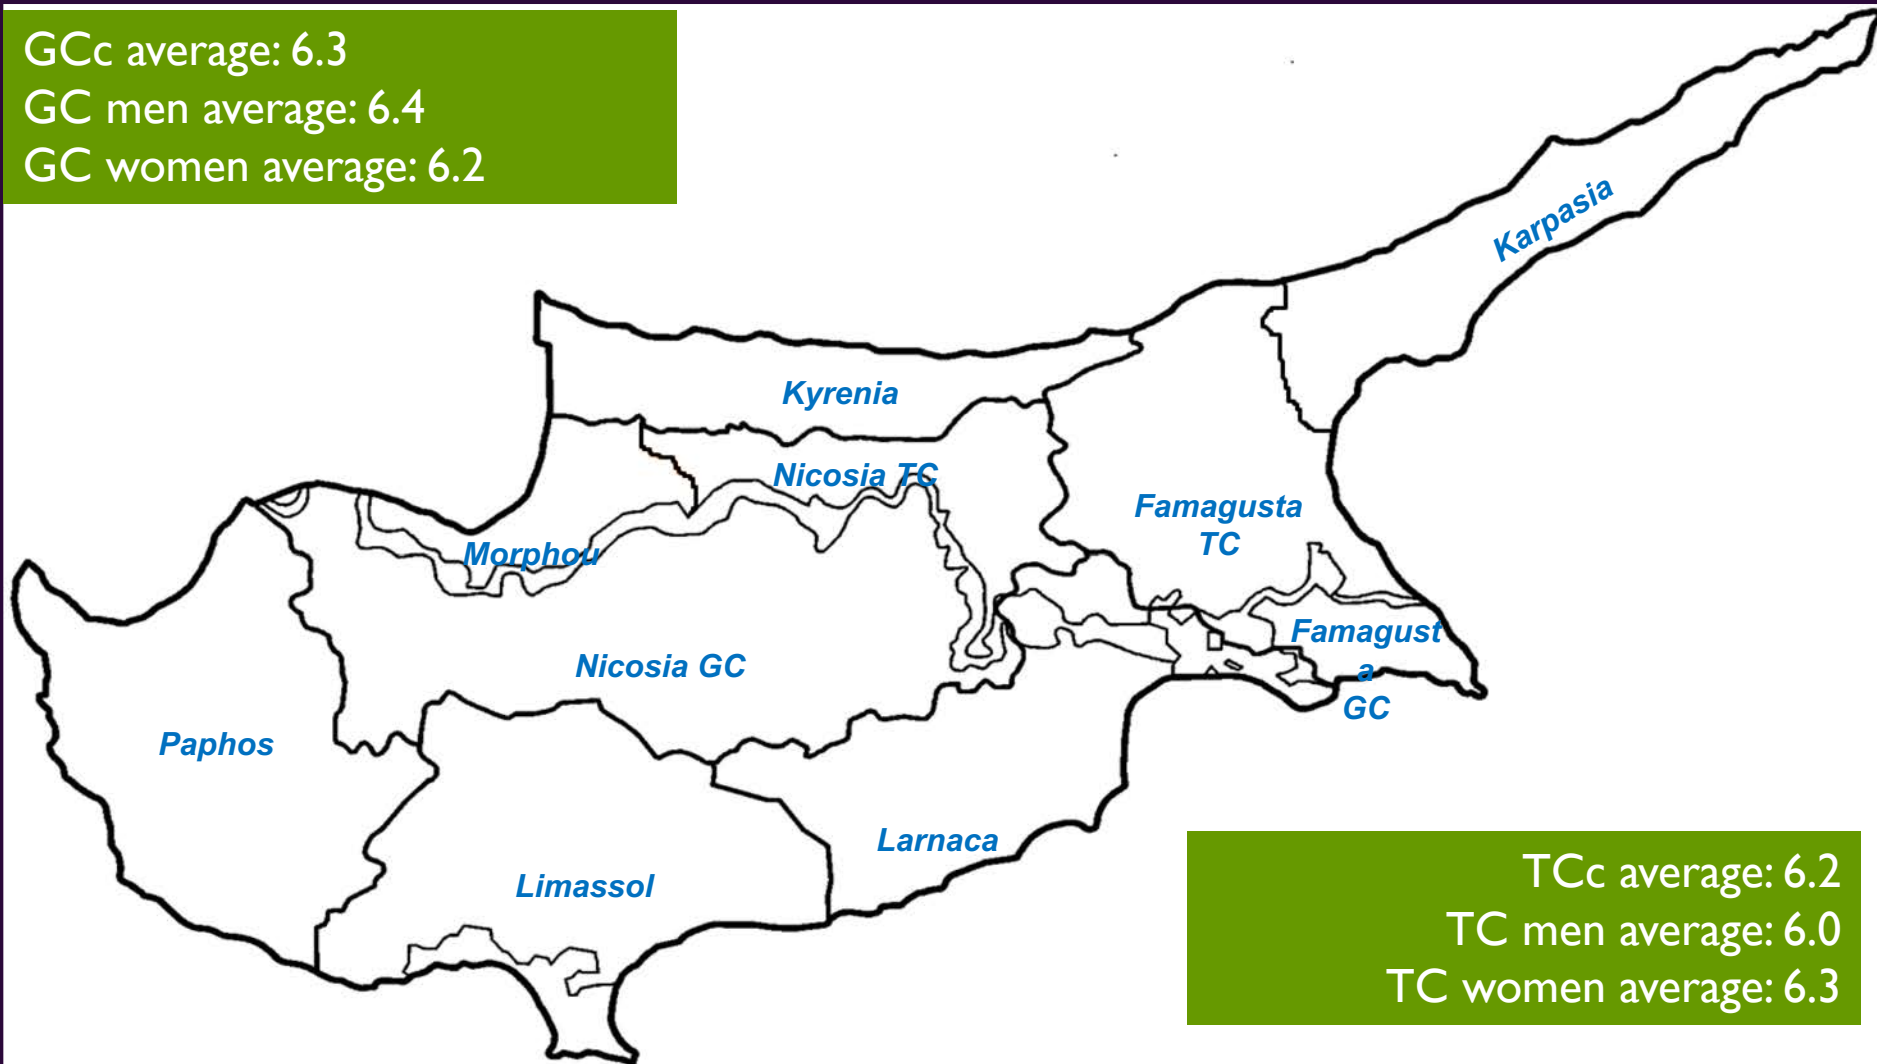 GCc average: 6.3
GC men average: 6.4
GC women average: 6.2
Karpasia
Kyrenia
Nicosia TC
Famagusta
TC
Morphou
Famagust
a
GC
Nicosia GC
Paphos
Larnaca
Limassol
TCc average: 6.2
TC men average: 6.0
TC women average: 6.3